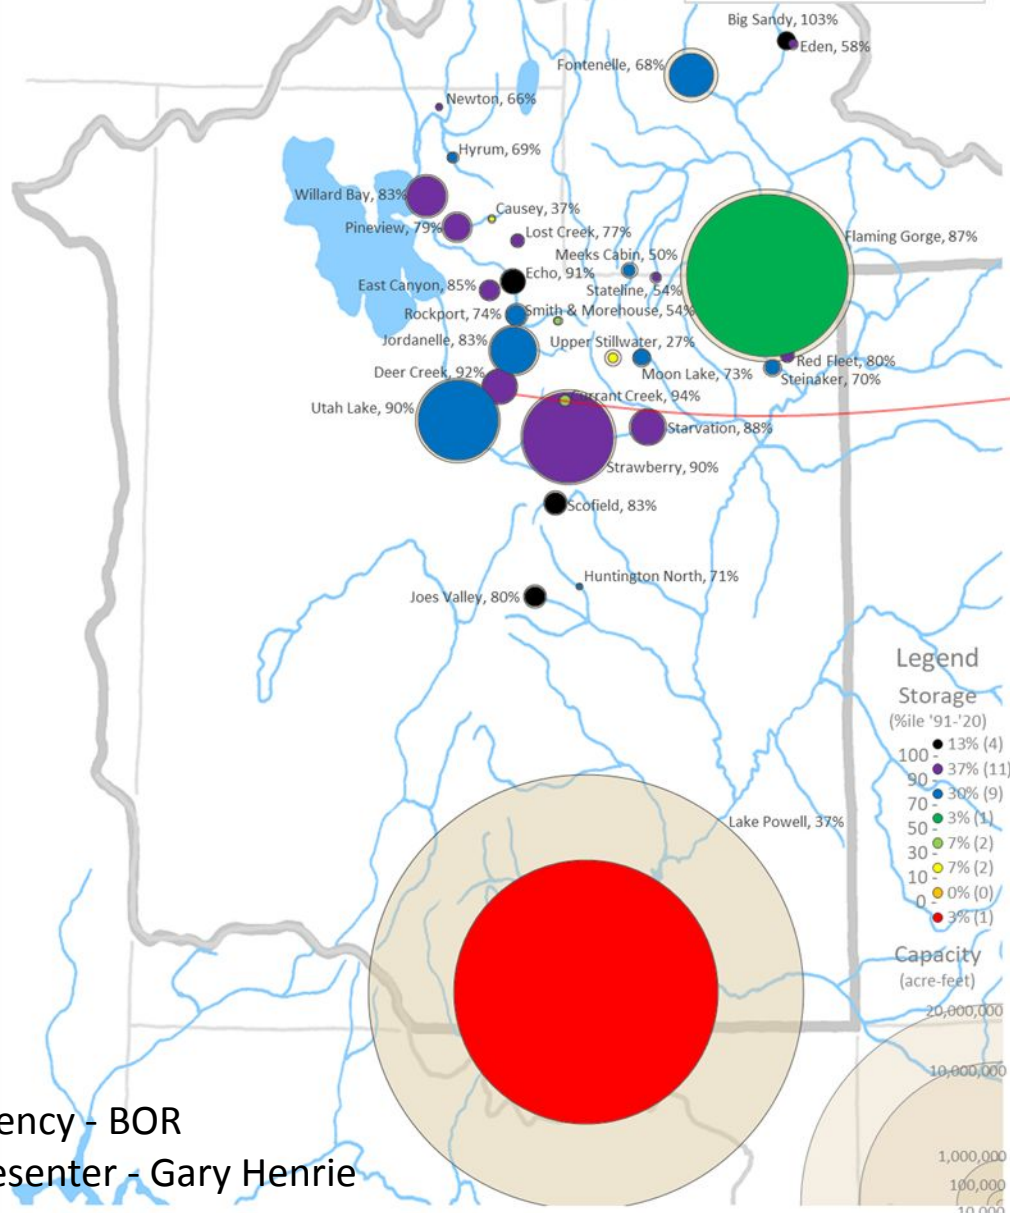 Big Sandy, 103%
Eden, 58%
Fontenelle, 68%
Newton, 66%
Hyrum, 69%
Willard Bay, 83%
Causey, 37%
Pineview, 79%
Lost Creek, 77%
Flaming Gorge, 87%
Meeks Cabin, 50%
Echo, 91%
East Canyon, 85%
Stateline, 54%
Rockport, 74%
Smith & Morehouse, 54%
Jordanelle, 83%
Upper Stillwater, 27%
Red Fleet, 80%
Deer Creek, 92%
Moon Lake, 73%
Steinaker, 70%
Currant Creek, 94%
Utah Lake, 90%
Starvation, 88%
Strawberry, 90%
Scofield, 83%
Huntington North, 71%
Joes Valley, 80%
Lake Powell, 37%
Legend
Storage
(%ile '91-'20)
13% (4)
100 -
37% (11)
90 -
30% (9)
70 -
3% (1)
50 -
7% (2)
30 -
7% (2)
10 -
0% (0)
0 -
3% (1)
Capacity
(acre-feet)
20,000,000
10,000,000
1,000,000
100,000
10,000
ency - BOR
esenter - Gary Henrie